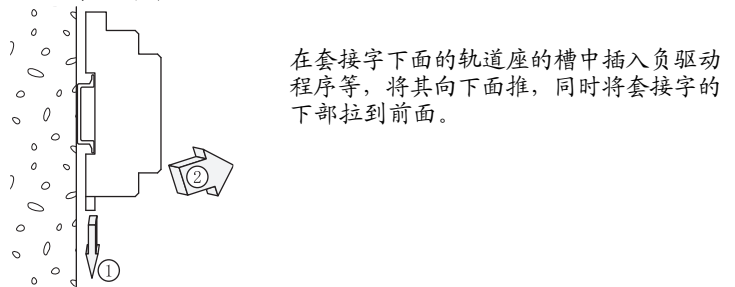 在套接字下面的轨道座的槽中插入负驱动
程序等，将其向下面推，同时将套接字的
下部拉到前面。
②
①